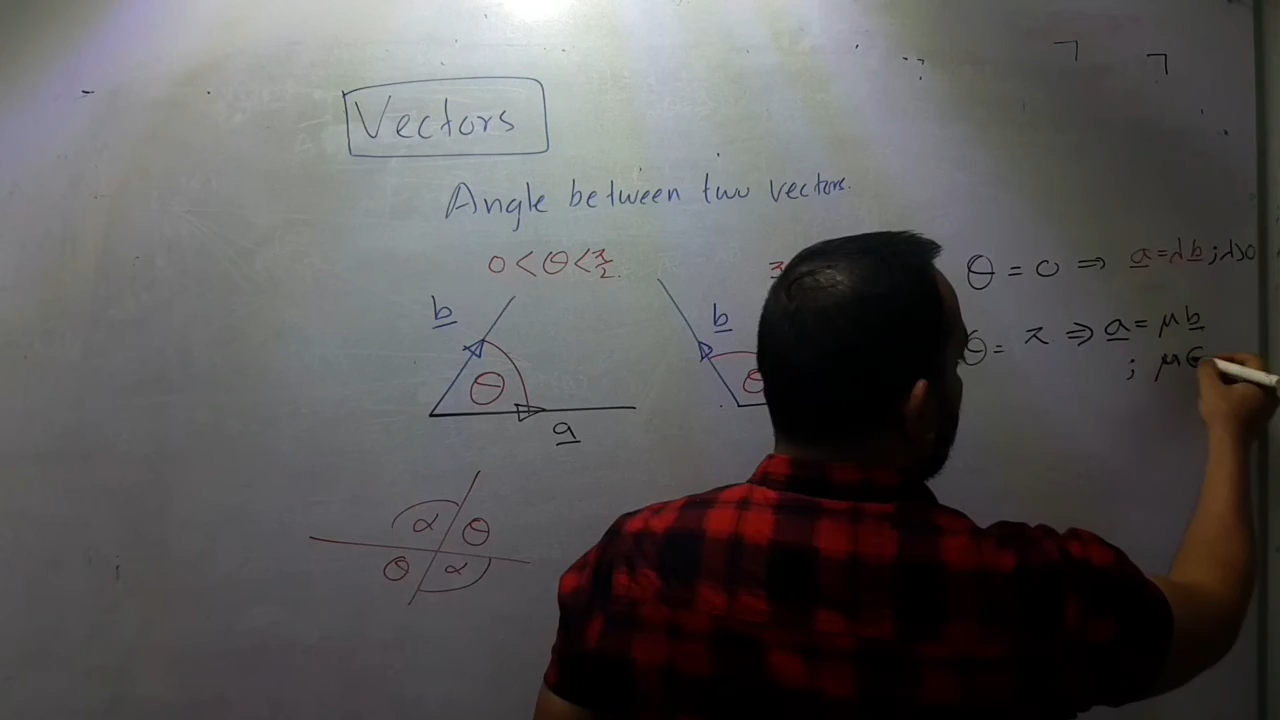 Vectors
Angle between two vectors.
0 < θ < π/2.
b
θ
a
b
θ
α
θ
θ
α
θ = 0 ⇒ a = λb ; λ>0
θ = π ⇒ a = μb
; μ